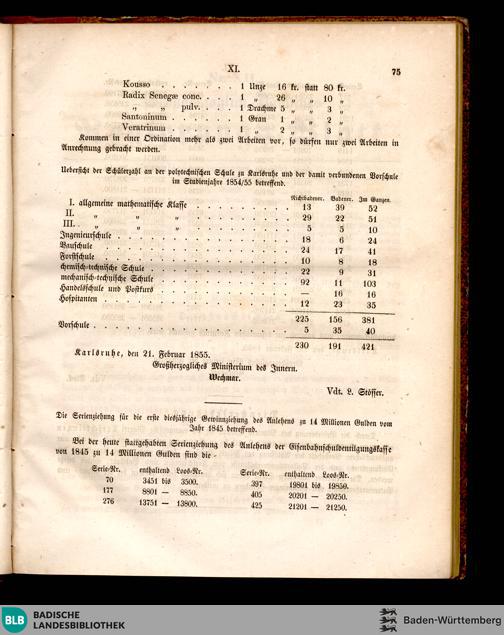 XI. 75
Kousso . . . . . . . 1 Unze 16 kr. statt 80 kr.
Radix Senegæ conc. . . . 1 „ 26 „ „ 10 „
„ „ pulv. . . . 1 Drachme 5 „ „ 3 „
Santoninum . . . . . . 1 Gran 1 „ „ 2 „
Veratrinum . . . . . . 1 „ 2 „ „ 3 „
Kommen in einer Ordination mehr als zwei Arbeiten vor, so dürfen nur zwei Arbeiten in
Anrechnung gebracht werden.
Uebersicht der Schülerzahl an der polytechnischen Schule zu Karlsruhe und der damit verbundenen Vorschule
im Studienjahre 1854/55 betreffend.
Nichtbadener. Badener. Im Ganzen.
I. allgemeine mathematische Klasse . . . . . . . . 13 39 52
II. „ „ „ . . . . . . . . 29 22 51
III. „ „ „ . . . . . . . . 5 5 10
Ingenieurschule . . . . . . . . 18 6 24
Bauschule . . . . . . . . 24 17 41
Forstschule . . . . . . . . 10 8 18
chemisch-technische Schule . . . . . . . . 22 9 31
mechanisch-technische Schule . . . . . . . . 92 11 103
Handelsschule und Postkurs . . . . . . . . — 16 16
Hospitanten . . . . . . . . 12 23 35
225 156 381
Vorschule . . . . . . . . 5 35 40
230 191 421
Karlsruhe, den 21. Februar 1855.
Großherzogliches Ministerium des Innern.
Wechmar.
Vdt. L. Stösser.
Die Serienziehung für die erste diesjährige Gewinnziehung des Anlehens zu 14 Millionen Gulden vom
Jahr 1845 betreffend.
Bei der heute stattgehabten Serienziehung des Anlehens der Eisenbahnschuldentilgungskasse
von 1845 zu 14 Millionen Gulden sind die -
Serie-Nr. enthaltend Loos-Nr. Serie-Nr. enthaltend Loos-Nr.
70 3451 bis 3500. 397 19801 bis 19850.
177 8801 — 8850. 405 20201 — 20250.
276 13751 — 13800. 425 21201 — 21250.
BLB BADISCHE
LANDESBIBLIOTHEK
Baden-Württemberg